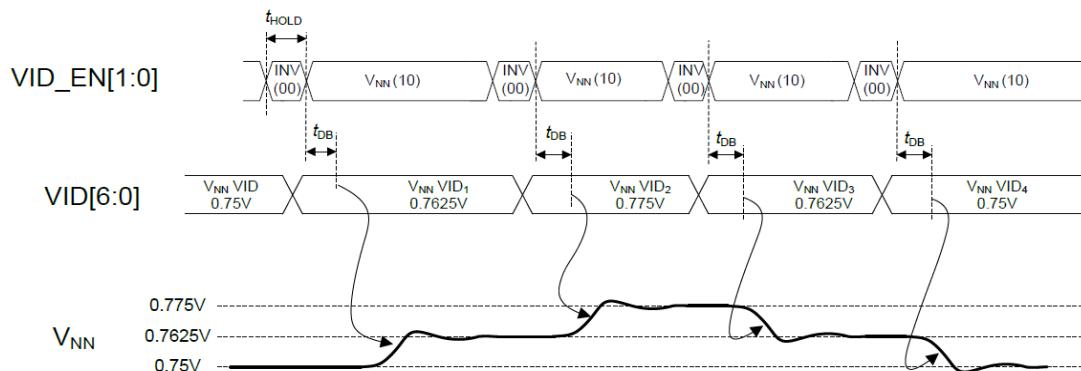 tHOLD
VID_EN[1:0]
INV
(00)
VNN (10)
INV
(00)
VNN (10)
INV
(00)
VNN (10)
INV
(00)
VNN (10)
tDB
tDB
tDB
tDB
VID[6:0]
VNN VID
0.75V
VNN VID1
0.7625V
VNN VID2
0.775V
VNN VID3
0.7625V
VNN VID4
0.75V
VNN
0.775V
0.7625V
0.75V